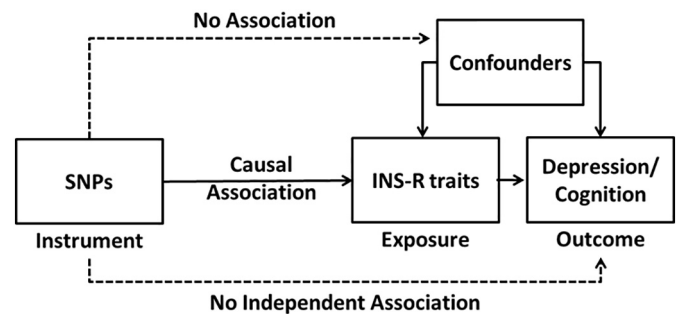 No Association
Confounders
SNPs
Causal
Association
INS-R traits
Depression/
Cognition
Instrument
Exposure
Outcome
No Independent Association